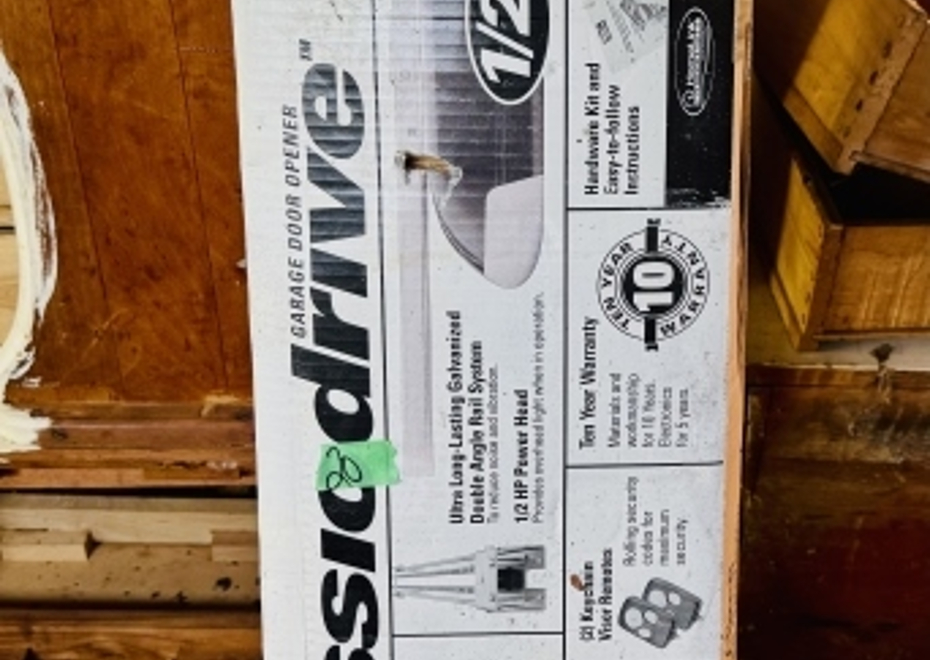 GARAGE DOOR OPENER
drive™
1/2
Ultra Long-Lasting Galvanized
Double Angle Rail System
To reduce noise and vibration.
1/2 HP Power Head
Provides overhead light when in operation.
(2) Keychain
Visor Remotes
Rolling security
codes for
maximum
security.
Ten Year Warranty
Materials and
workmanship
for 10 Years.
Electronics
for 5 years.
TEN YEAR
10
WARRANTY
Hardware Kit and
Easy-to-follow
Instructions